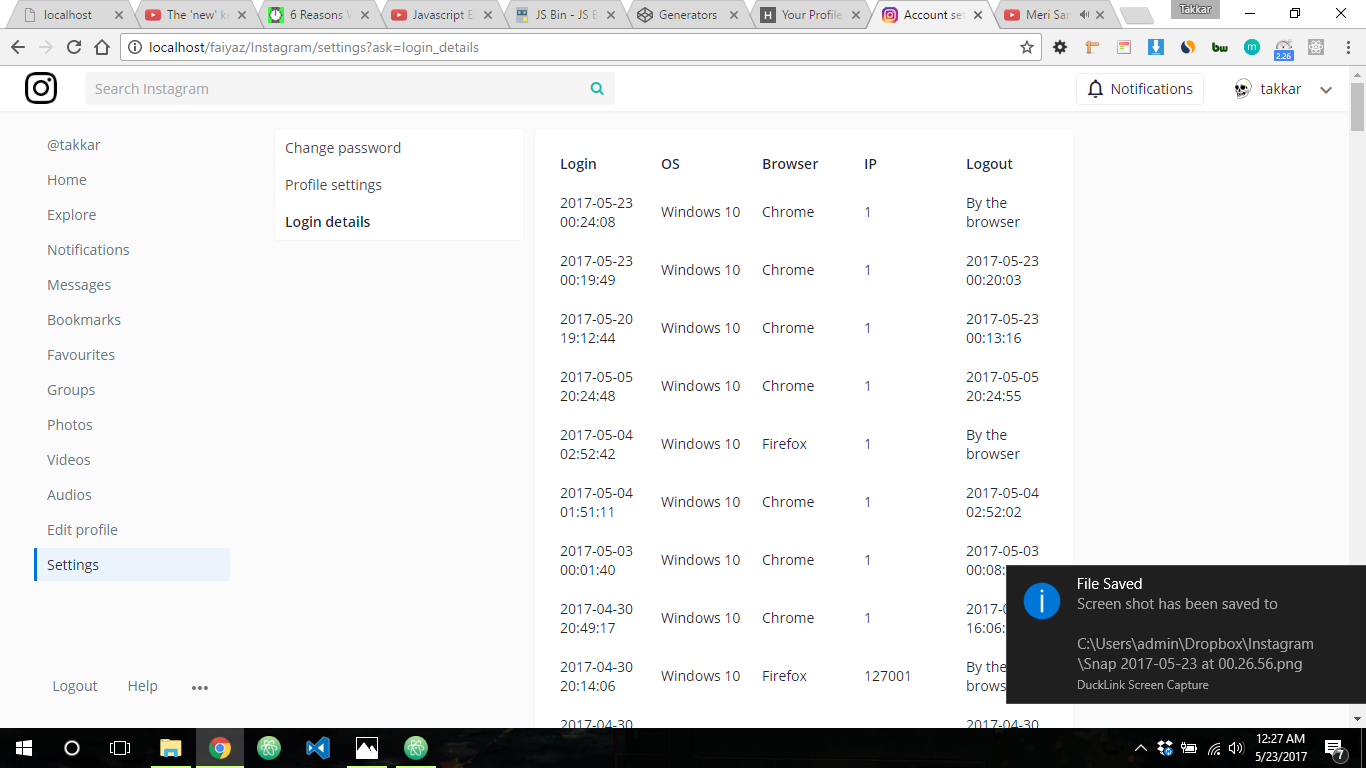 localhost
The 'new' k
6 Reasons
Javascript E
JS Bin - JS B
Generators
Your Profile
Account se
Meri Sar
Takkar
localhost/faiyaz/Instagram/settings?ask=login_details
bw
m
2.26
Search Instagram
Notifications
takkar
@takkar
Home
Explore
Notifications
Messages
Bookmarks
Favourites
Groups
Photos
Videos
Audios
Edit profile
Settings
Logout Help
Change password
Profile settings
Login details
Login OS Browser IP Logout
2017-05-23 00:24:08 Windows 10 Chrome 1 By the browser
2017-05-23 00:19:49 Windows 10 Chrome 1 2017-05-23 00:20:03
2017-05-20 19:12:44 Windows 10 Chrome 1 2017-05-23 00:13:16
2017-05-05 20:24:48 Windows 10 Chrome 1 2017-05-05 20:24:55
2017-05-04 02:52:42 Windows 10 Firefox 1 By the browser
2017-05-04 01:51:11 Windows 10 Chrome 1 2017-05-04 02:52:02
2017-05-03 00:01:40 Windows 10 Chrome 1 2017-05-03 00:08:
2017-04-30 20:49:17 Windows 10 Chrome 1 2017-0 16:06:
2017-04-30 20:14:06 Windows 10 Firefox 127001 By the brows
2017-04-30 2017-04-30
File Saved
Screen shot has been saved to
C:\Users\admin\Dropbox\Instagram
\Snap 2017-05-23 at 00.26.56.png
DuckLink Screen Capture
12:27 AM
5/23/2017
7